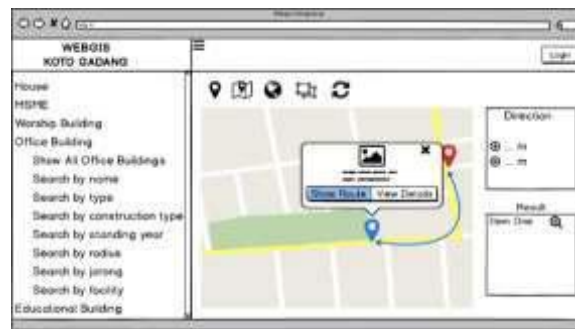 WEBGIS
KOTO GADANG
Login
House
MSME
Worship Building
Office Building
Show All Office Buildings
Search by name
Search by type
Search by construction type
Search by standing year
Search by radius
Search by jorong
Search by facility
Educational Building
Show Route
View Details
Direction
... m
... m
Result
Item One